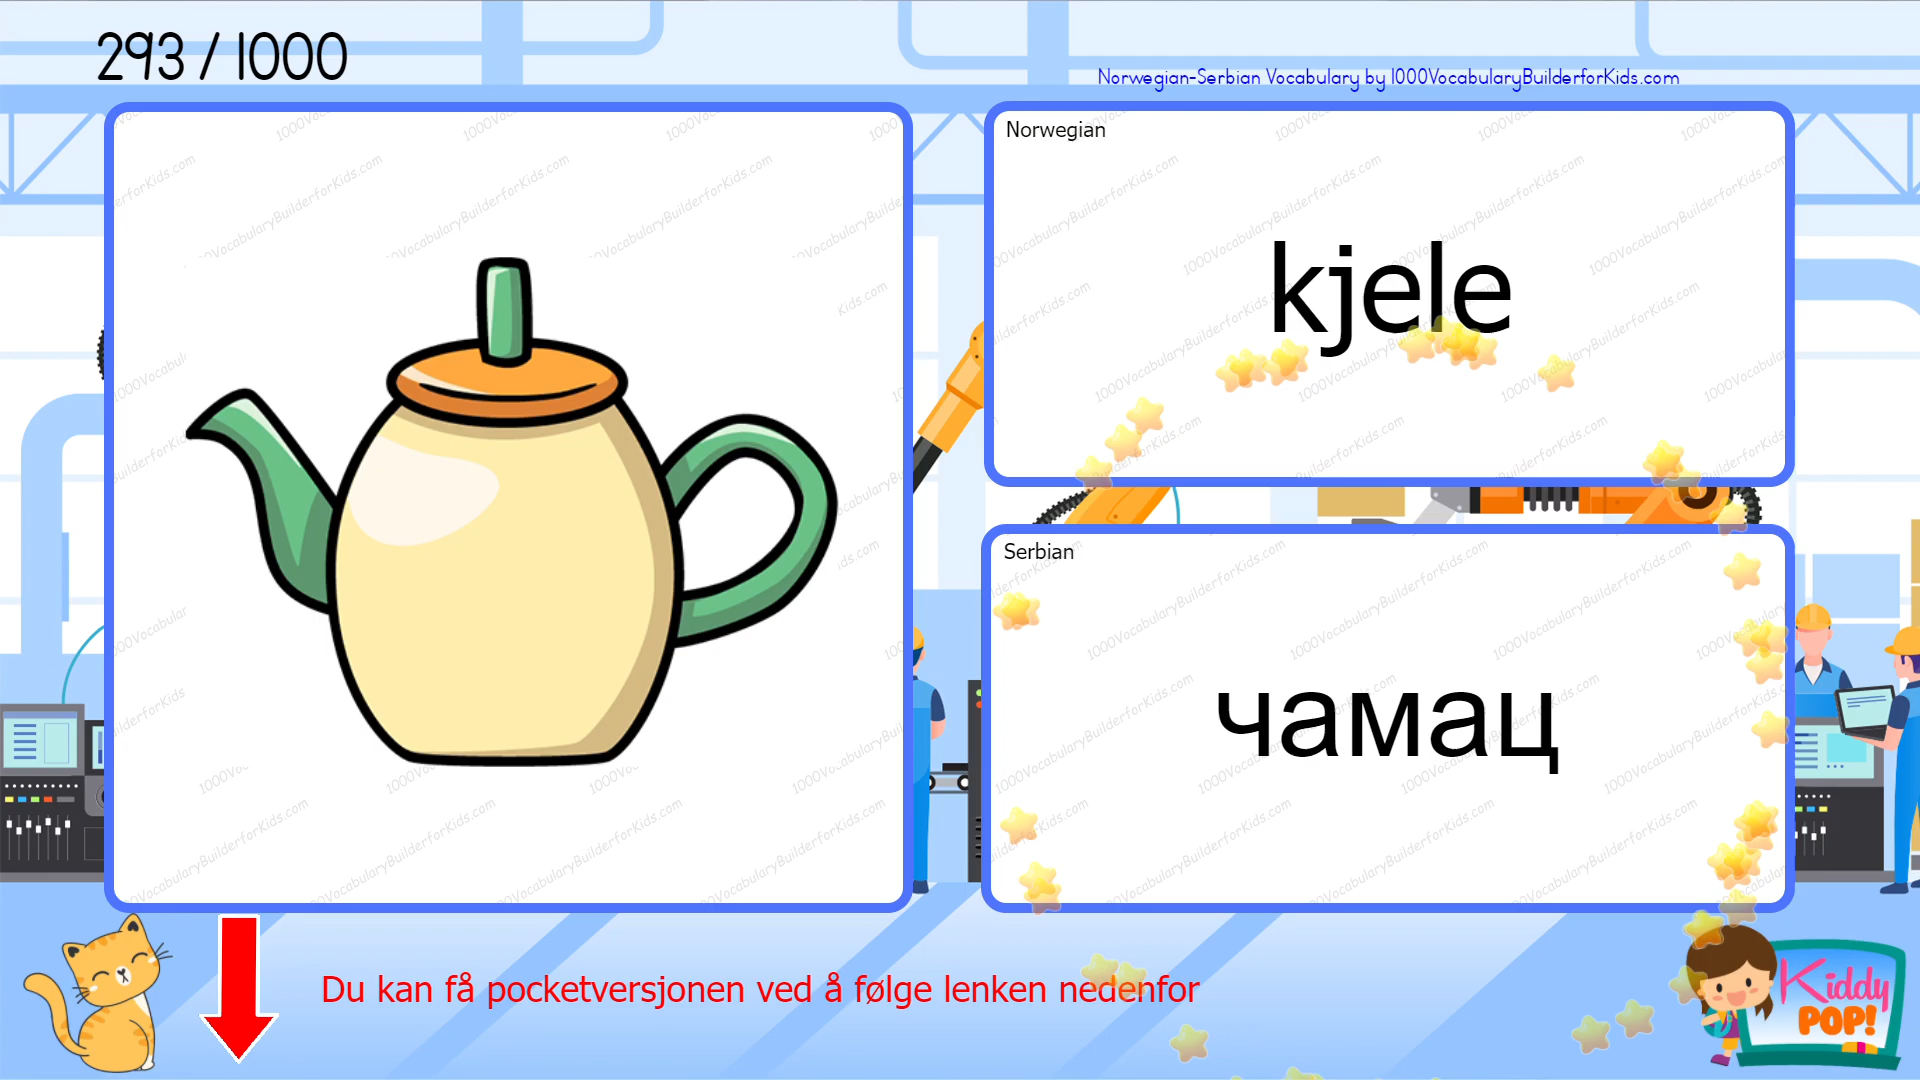 293 / 1000
Norwegian-Serbian Vocabulary by 1000VocabularyBuilderforKids.com
Norwegian
kjele
Serbian
чамац
Du kan få pocketversjonen ved å følge lenken nedenfor
Kiddy
POP!